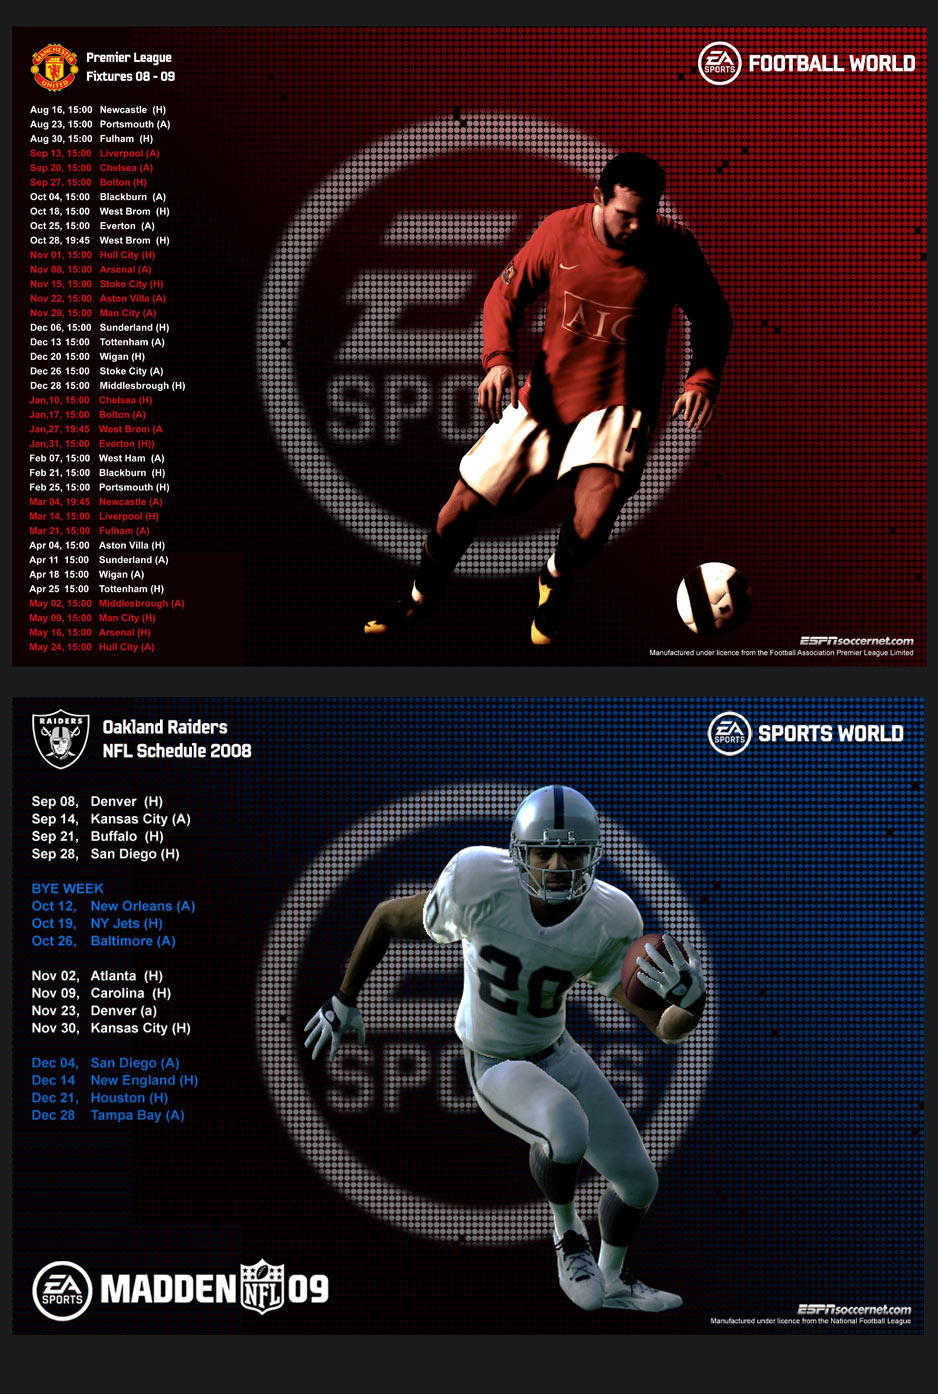 MANCHESTER
UNITED
Premier League
Fixtures 08 - 09
EA
SPORTS
FOOTBALL WORLD
Aug 16, 15:00 Newcastle (H)
Aug 23, 15:00 Portsmouth (A)
Aug 30, 15:00 Fulham (H)
Sep 13, 15:00 Liverpool (A)
Sep 20, 15:00 Chelsea (A)
Sep 27, 15:00 Bolton (H)
Oct 04, 15:00 Blackburn (A)
Oct 18, 15:00 West Brom (H)
Oct 25, 15:00 Everton (A)
Oct 28, 19:45 West Brom (H)
Nov 01, 15:00 Hull City (H)
Nov 08, 15:00 Arsenal (A)
Nov 15, 15:00 Stoke City (H)
Nov 22, 15:00 Aston Villa (A)
Nov 29, 15:00 Man City (A)
Dec 06, 15:00 Sunderland (H)
Dec 13 15:00 Tottenham (A)
Dec 20 15:00 Wigan (H)
Dec 26 15:00 Stoke City (A)
Dec 28 15:00 Middlesbrough (H)
Jan,10, 15:00 Chelsea (H)
Jan,17, 15:00 Bolton (A)
Jan,27, 19:45 West Brom (A
Jan,31, 15:00 Everton (H))
Feb 07, 15:00 West Ham (A)
Feb 21, 15:00 Blackburn (H)
Feb 25, 15:00 Portsmouth (H)
Mar 04, 19:45 Newcastle (A)
Mar 14, 15:00 Liverpool (H)
Mar 21, 15:00 Fulham (A)
Apr 04, 15:00 Aston Villa (H)
Apr 11 15:00 Sunderland (A)
Apr 18 15:00 Wigan (A)
Apr 25 15:00 Tottenham (H)
May 02, 15:00 Middlesbrough (A)
May 09, 15:00 Man City (H)
May 16, 15:00 Arsenal (H)
May 24, 15:00 Hull City (A)
EA
SPO
AIG
ESPNsoccernet.com
Manufactured under licence from the Football Association Premier League Limited
RAIDERS
Oakland Raiders
NFL Schedule 2008
EA
SPORTS
SPORTS WORLD
Sep 08, Denver (H)
Sep 14, Kansas City (A)
Sep 21, Buffalo (H)
Sep 28, San Diego (H)
BYE WEEK
Oct 12, New Orleans (A)
Oct 19, NY Jets (H)
Oct 26, Baltimore (A)
Nov 02, Atlanta (H)
Nov 09, Carolina (H)
Nov 23, Denver (a)
Nov 30, Kansas City (H)
Dec 04, San Diego (A)
Dec 14 New England (H)
Dec 21, Houston (H)
Dec 28 Tampa Bay (A)
20
SPORTS
EA
SPORTS
MADDEN NFL 09
ESPNsoccernet.com
Manufactured under licence from the National Football League